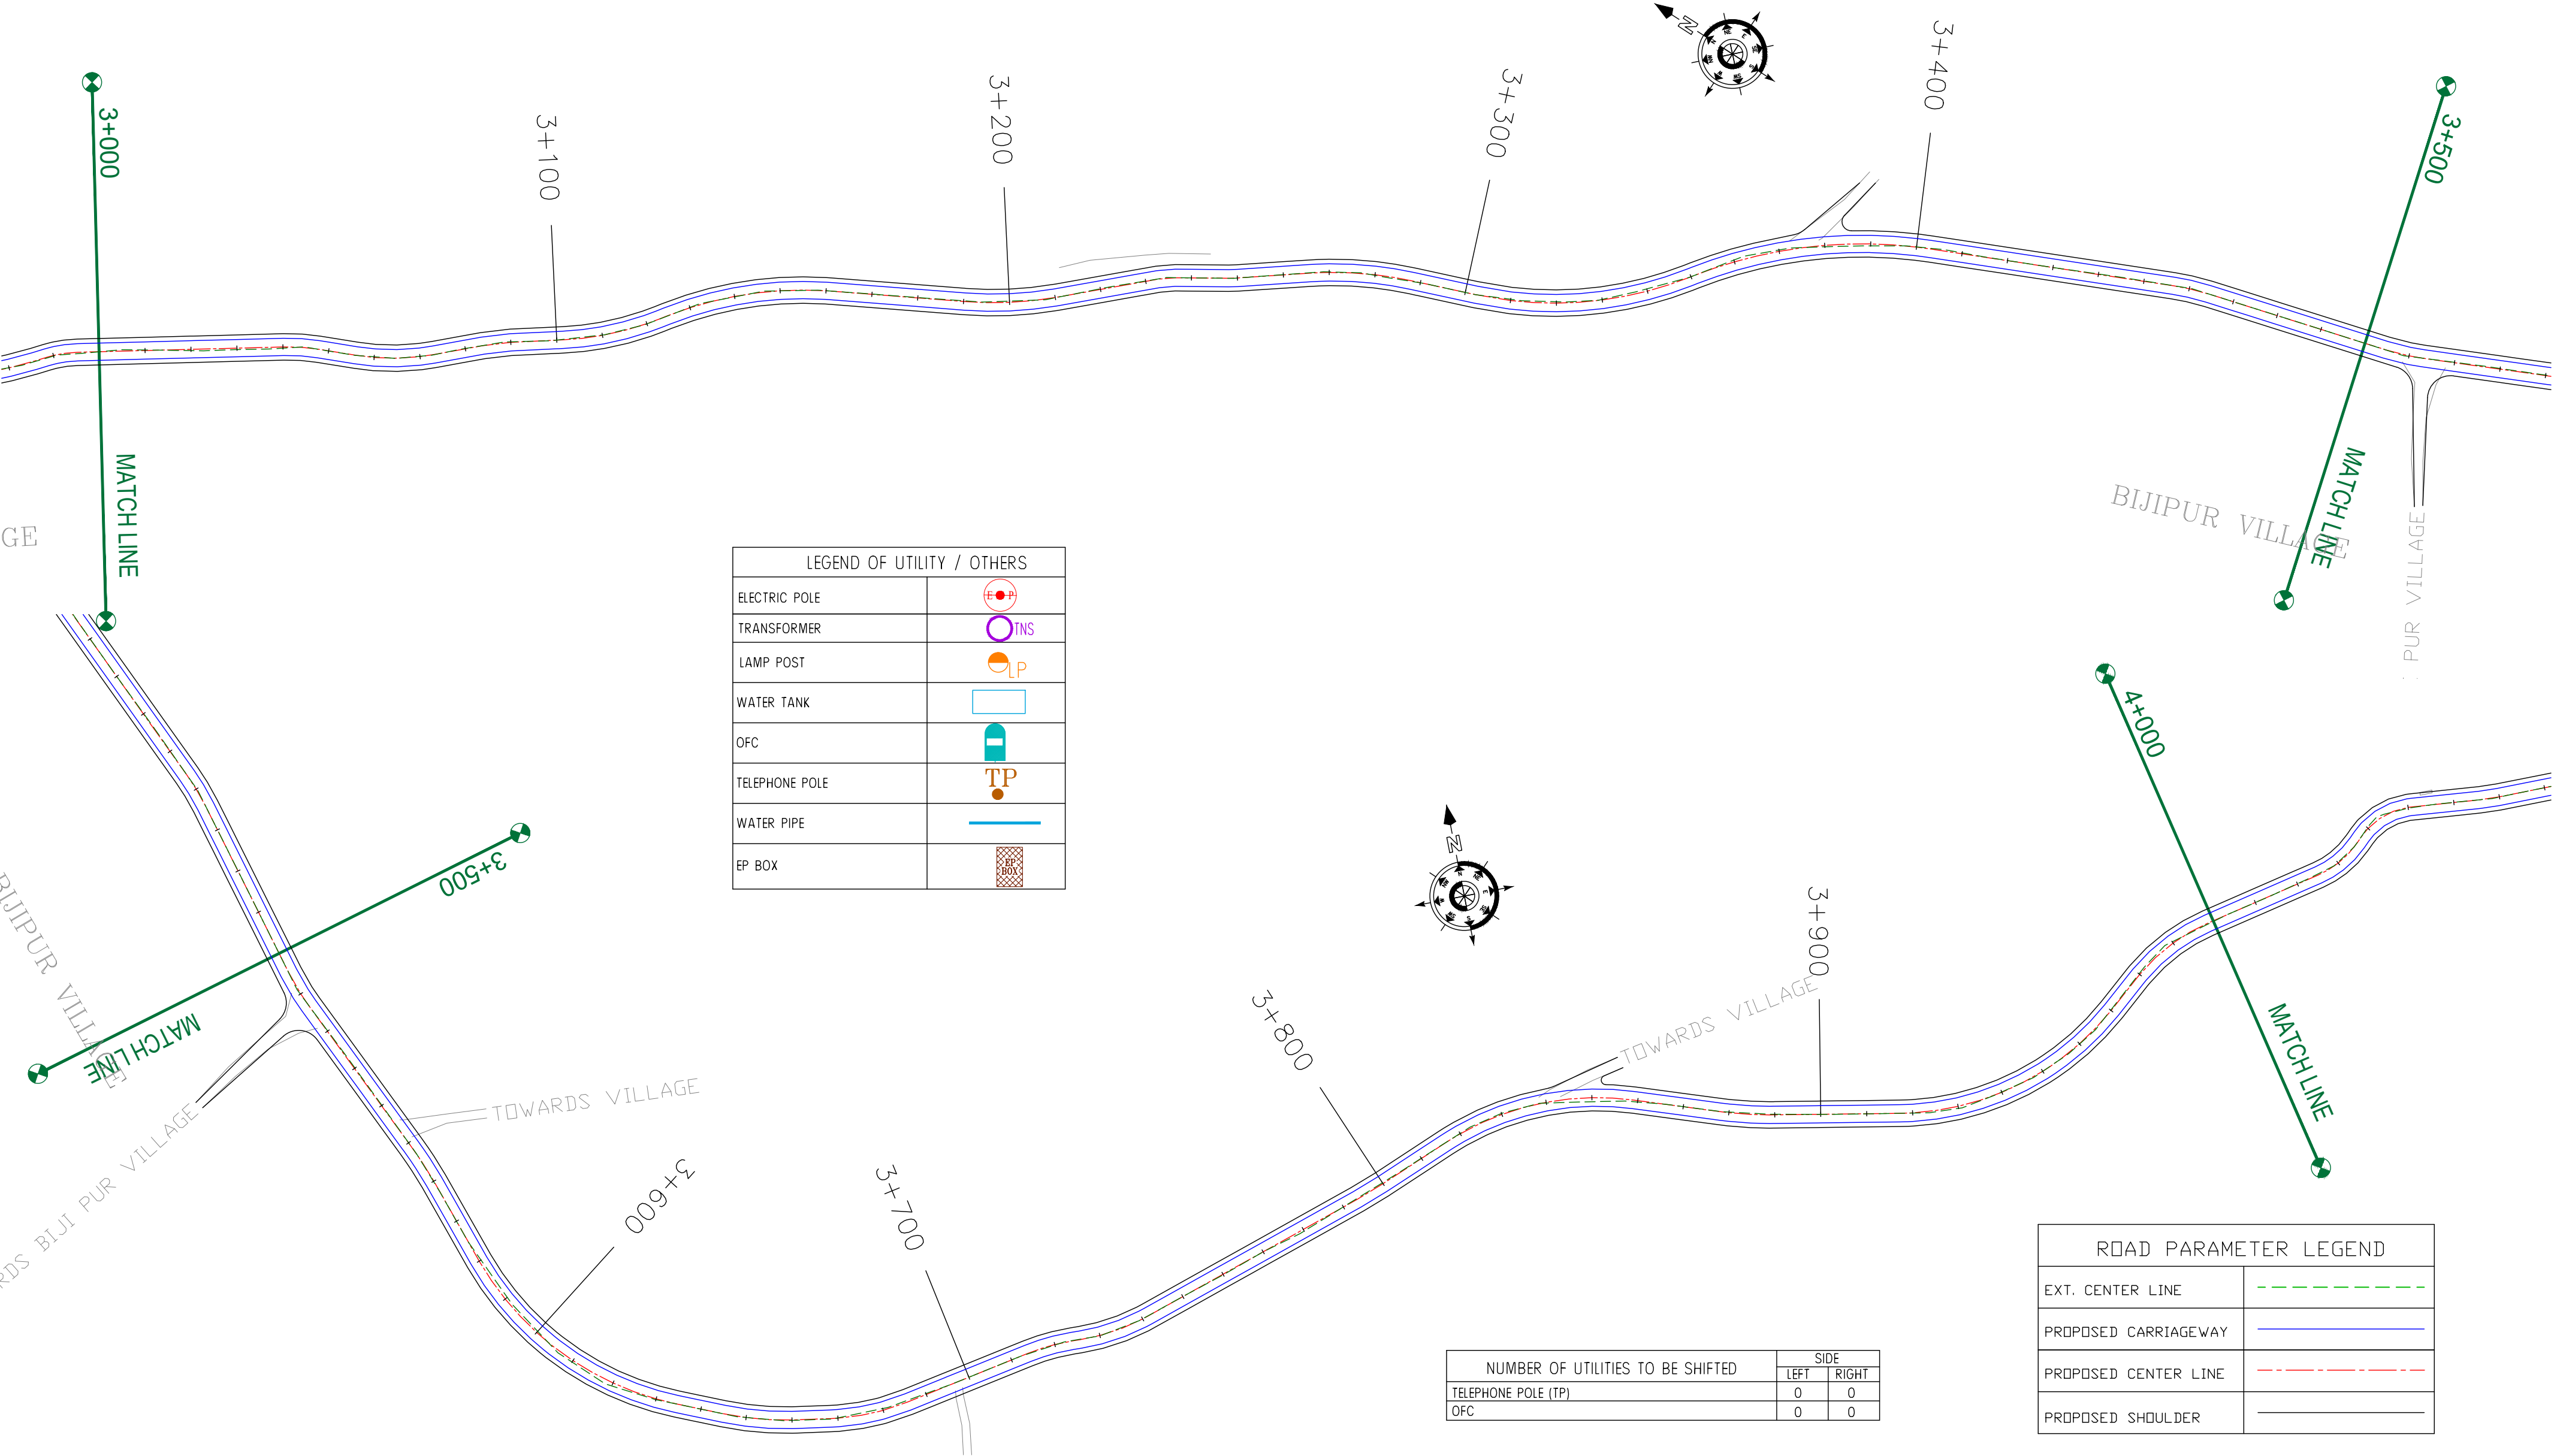 3+000
3+100
3+200
N
3+300
3+400
3+500
MATCH LINE
GE
MATCH LINE
BIJIPUR VILLAGE
PUR VILLAGE
LEGEND OF UTILITY / OTHERS
ELECTRIC POLE E P
TRANSFORMER TNS
LAMP POST LP
WATER TANK
OFC
TELEPHONE POLE TP
WATER PIPE
EP BOX EP BOX
3+500
MATCH LINE
BIJIPUR VILLAGE
RDS BIJI PUR VILLAGE
TOWARDS VILLAGE
3+600
3+700
3+800
N
TOWARDS VILLAGE
3+900
4+000
MATCH LINE
NUMBER OF UTILITIES TO BE SHIFTED SIDE
LEFT RIGHT
TELEPHONE POLE (TP) 0 0
OFC 0 0
ROAD PARAMETER LEGEND
EXT. CENTER LINE
PROPOSED CARRIAGEWAY
PROPOSED CENTER LINE
PROPOSED SHOULDER